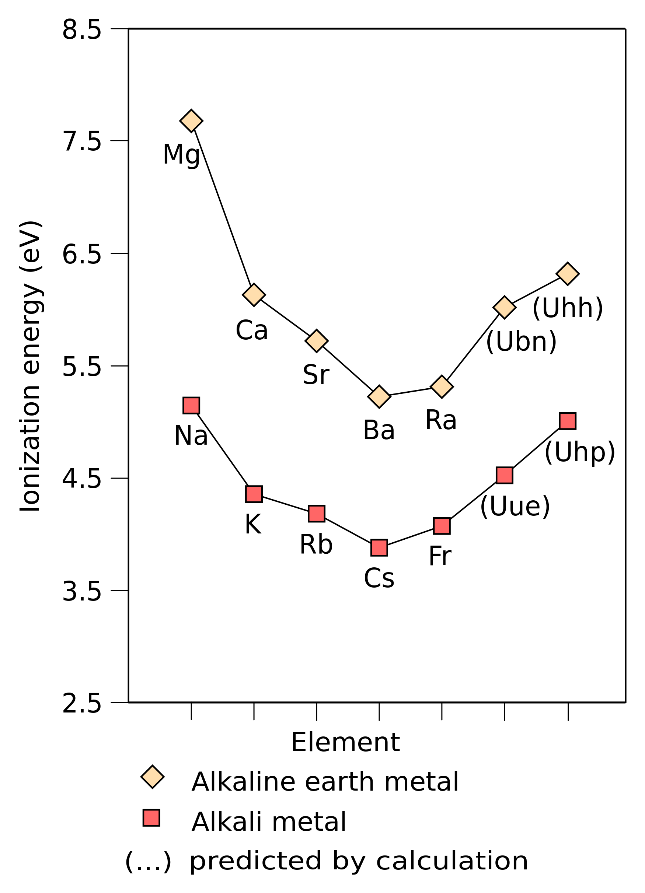 8.5
7.5
Mg
6.5
(Uhh)
Ca
(Ubn)
5.5
Sr
Ra
Ba
Na
(Uhp)
4.5
(Uue)
K
Rb
Fr
Cs
3.5
2.5
Ionization energy (eV)
Element
Alkaline earth metal
Alkali metal
(...) predicted by calculation